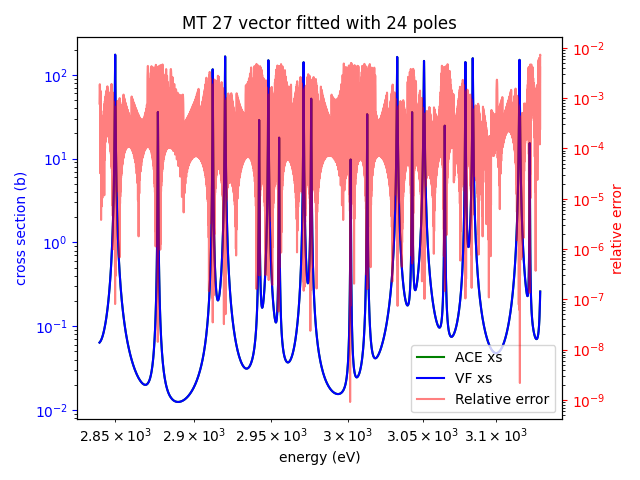 MT 27 vector fitted with 24 poles
cross section (b)
10²
10¹
10⁰
10⁻¹
10⁻²
10⁻²
10⁻³
10⁻⁴
10⁻⁵
10⁻⁶
10⁻⁷
10⁻⁸
10⁻⁹
relative error
ACE xs
VF xs
Relative error
2.85 × 10³ 2.9 × 10³ 2.95 × 10³ 3 × 10³ 3.05 × 10³ 3.1 × 10³
energy (eV)